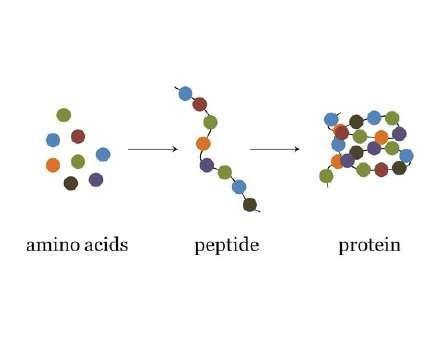 amino acids peptide protein